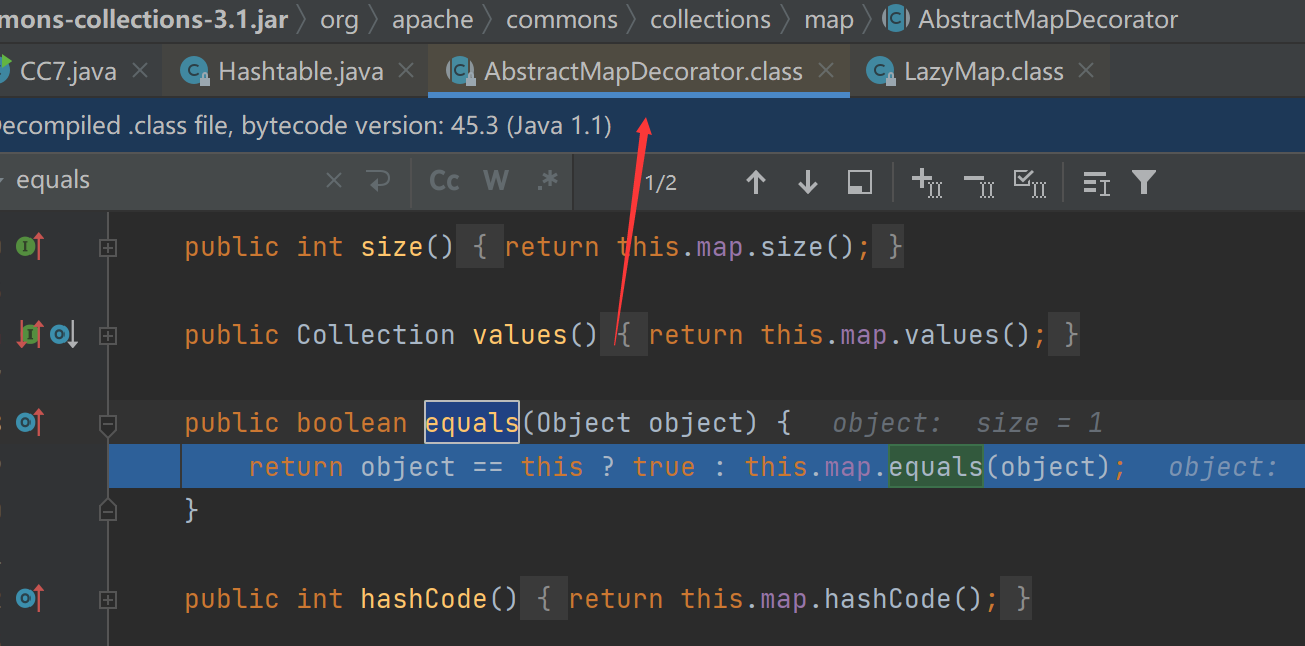 mons-collections-3.1.jar org apache commons collections map AbstractMapDecorator
CC7.java Hashtable.java AbstractMapDecorator.class LazyMap.class
ecompiled .class file, bytecode version: 45.3 (Java 1.1)
equals Cc W .* 1/2
public int size() { return this.map.size(); }
public Collection values() { return this.map.values(); }
public boolean equals(Object object) { object: size = 1
return object == this ? true : this.map.equals(object); object:
}
public int hashCode() { return this.map.hashCode(); }